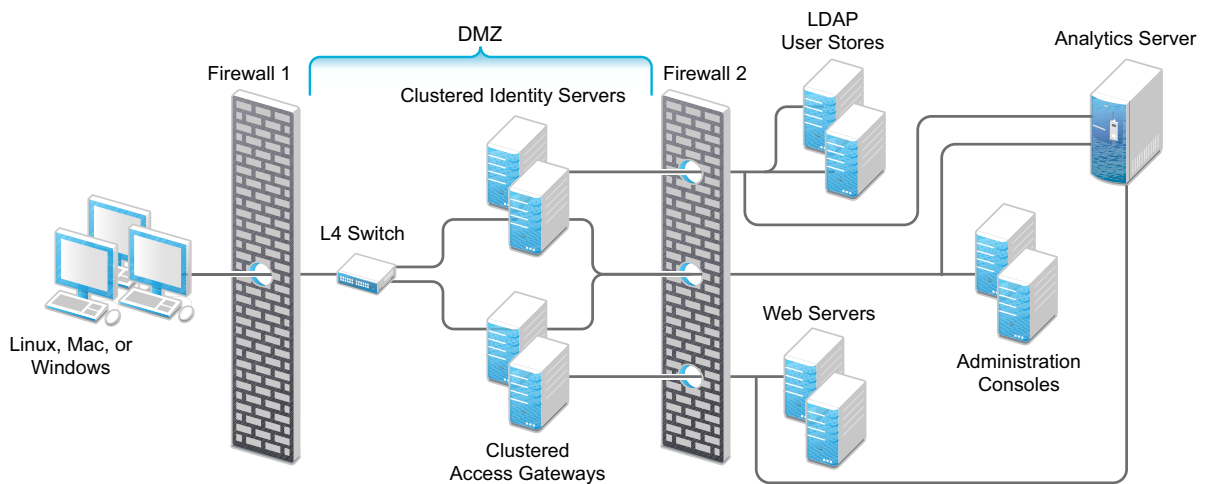 DMZ
LDAP
User Stores
Analytics Server
Firewall 1
Clustered Identity Servers
Firewall 2
L4 Switch
Linux, Mac, or
Windows
Web Servers
Administration
Consoles
Clustered
Access Gateways